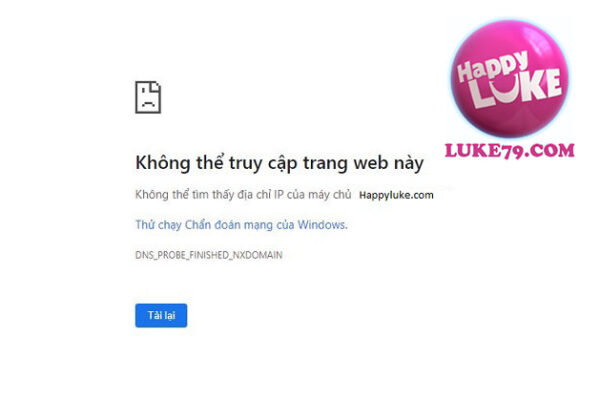 Happy
LUKE
LUKE79.COM
Không thể truy cập trang web này
Không thể tìm thấy địa chỉ IP của máy chủ Happyluke.com
Thử chạy Chẩn đoán mạng của Windows.
DNS_PROBE_FINISHED_NXDOMAIN
Tải lại